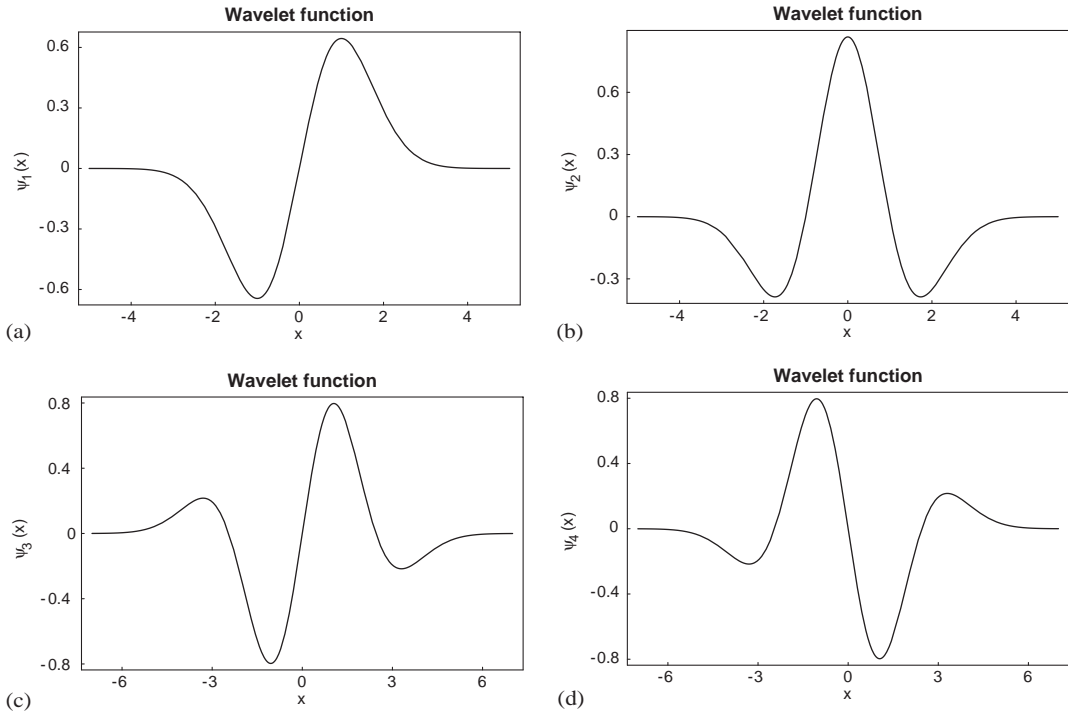 Wavelet function
0.6
0.3
0
-0.3
-0.6
ψ1(x)
-4 -2 0 2 4
x
(a)
Wavelet function
0.6
0.3
0
-0.3
ψ2(x)
-4 -2 0 2 4
x
(b)
Wavelet function
0.8
0.4
0
-0.4
-0.8
ψ3(x)
-6 -3 0 3 6
x
(c)
Wavelet function
0.8
0.4
0
-0.4
-0.8
ψ4(x)
-6 -3 0 3 6
x
(d)